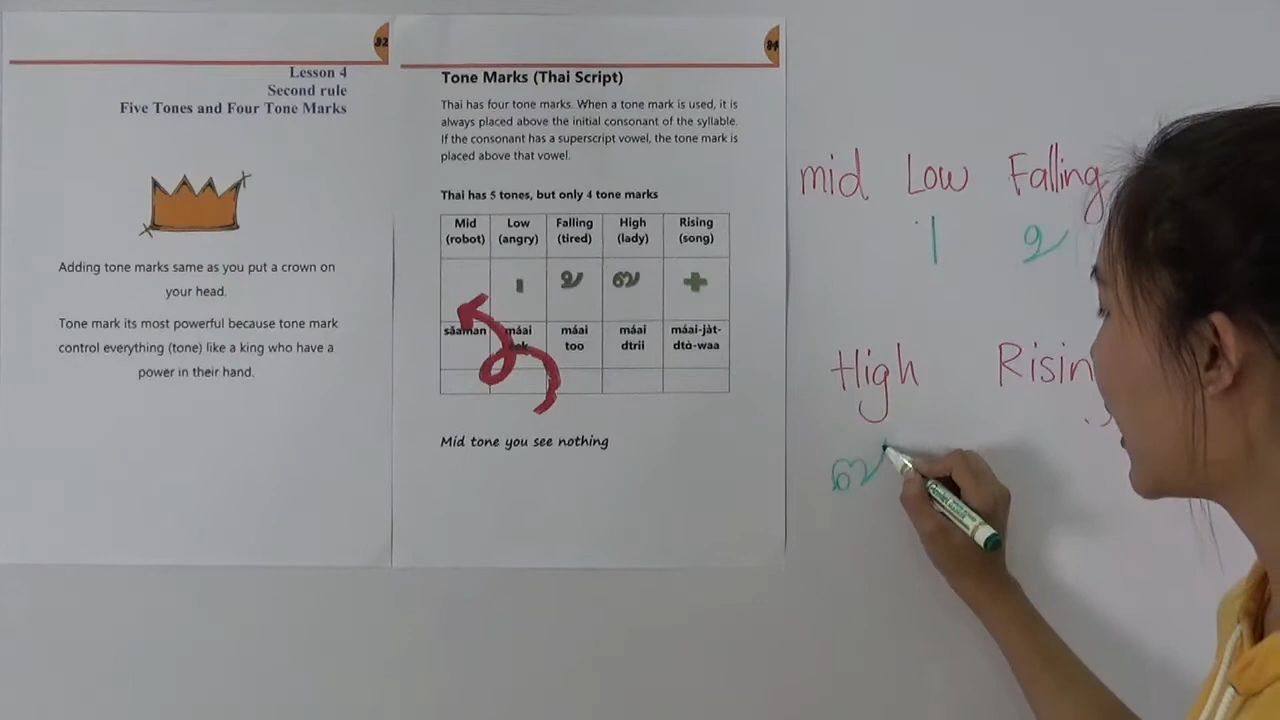 32
Lesson 4
Second rule
Five Tones and Four Tone Marks
Adding tone marks same as you put a crown on
your head.
Tone mark its most powerful because tone mark
control everything (tone) like a king who have a
power in their hand.
34
Tone Marks (Thai Script)
Thai has four tone marks. When a tone mark is used, it is
always placed above the initial consonant of the syllable.
If the consonant has a superscript vowel, the tone mark is
placed above that vowel.
Thai has 5 tones, but only 4 tone marks
Mid Low Falling High Rising
(robot) (angry) (tired) (lady) (song)
่ ้ ๊ ๋
sǎaman máai máai máai máai-jàt-
too dtrii dtà-waa
Mid tone you see nothing
mid Low Falling
่ ้
High Risin
๊